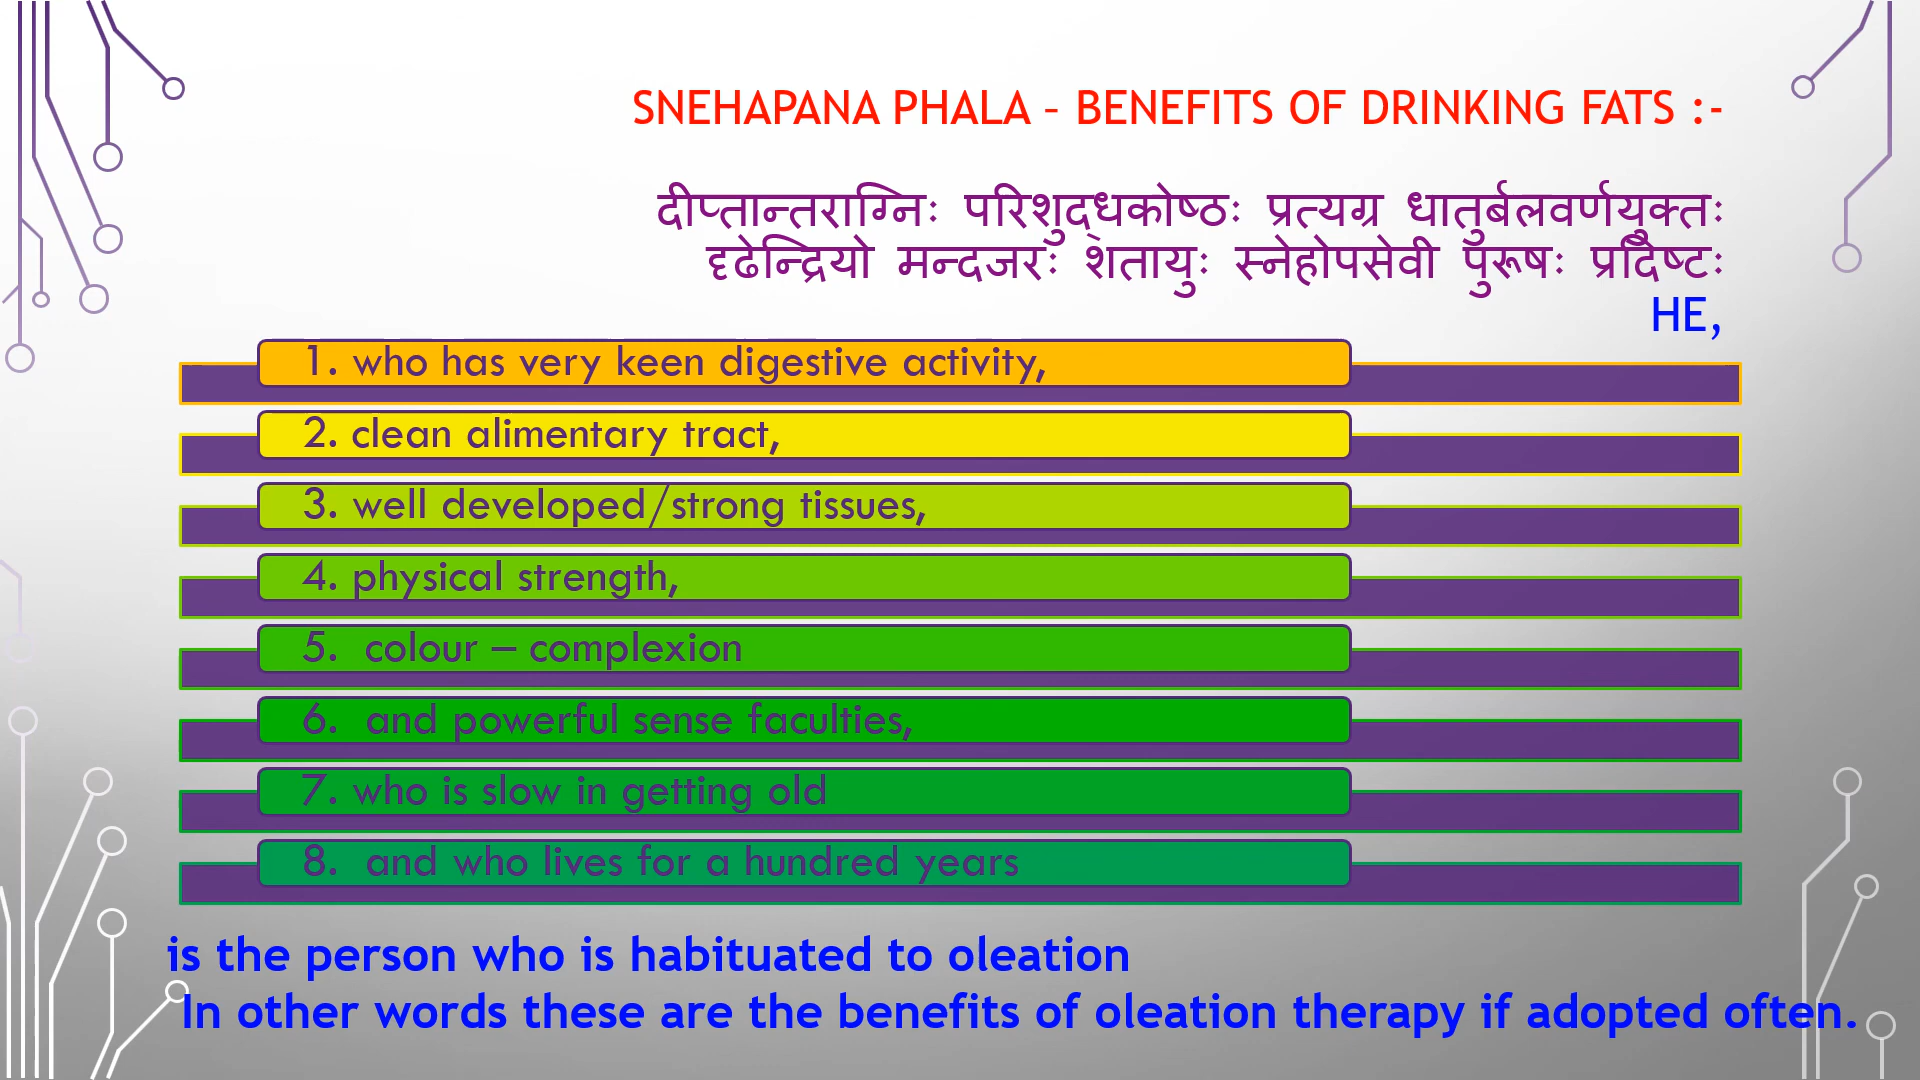 SNEHAPANA PHALA – BENEFITS OF DRINKING FATS :-
दीप्तान्तराग्निः परिशुद्धकोष्ठः प्रत्यग्र धातुर्बलवर्णयुक्तः
दृढेन्द्रियो मन्दजरः शतायुः स्नेहोपसेवी पुरूषः प्रदिष्टः
HE,
1. who has very keen digestive activity,
2. clean alimentary tract,
3. well developed/strong tissues,
4. physical strength,
5. colour – complexion
6. and powerful sense faculties,
7. who is slow in getting old
8. and who lives for a hundred years
is the person who is habituated to oleation
In other words these are the benefits of oleation therapy if adopted often.